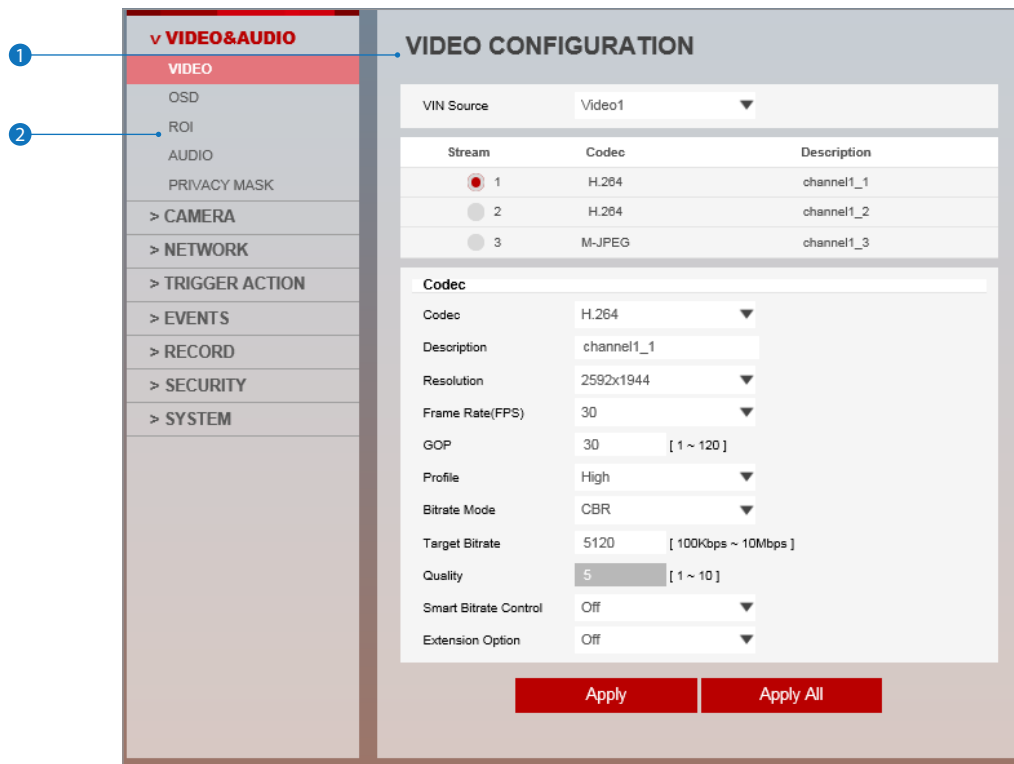 1
2
v VIDEO&AUDIO
VIDEO
OSD
ROI
AUDIO
PRIVACY MASK
> CAMERA
> NETWORK
> TRIGGER ACTION
> EVENTS
> RECORD
> SECURITY
> SYSTEM
VIDEO CONFIGURATION
VIN Source Video1
Stream Codec Description
1 H.264 channel1_1
2 H.264 channel1_2
3 M-JPEG channel1_3
Codec
Codec H.264
Description channel1_1
Resolution 2592x1944
Frame Rate(FPS) 30
GOP 30 [ 1 ~ 120 ]
Profile High
Bitrate Mode CBR
Target Bitrate 5120 [ 100Kbps ~ 10Mbps ]
Quality 5 [ 1 ~ 10 ]
Smart Bitrate Control Off
Extension Option Off
Apply Apply All